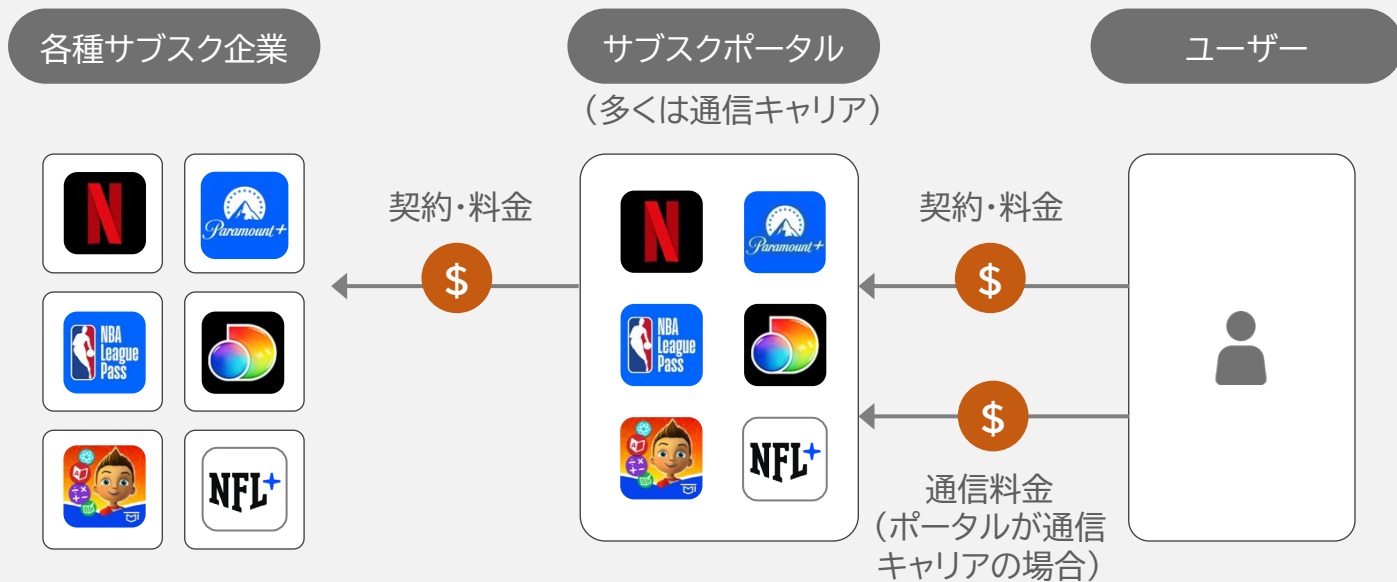 各種サブスク企業
サブスクポータル
ユーザー
（多くは通信キャリア）
N
Paramount+
契約・料金
$
N
Paramount+
契約・料金
$
NBA
League
Pass
NBA
League
Pass
$
NFL+
NFL+
通信料金
（ポータルが通信
キャリアの場合）